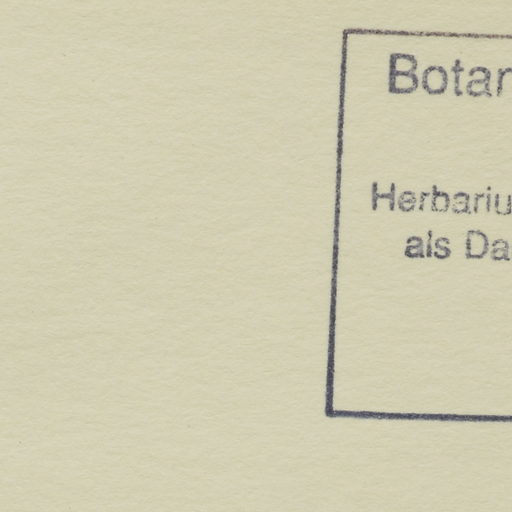 Botan
Herbariu
als Da